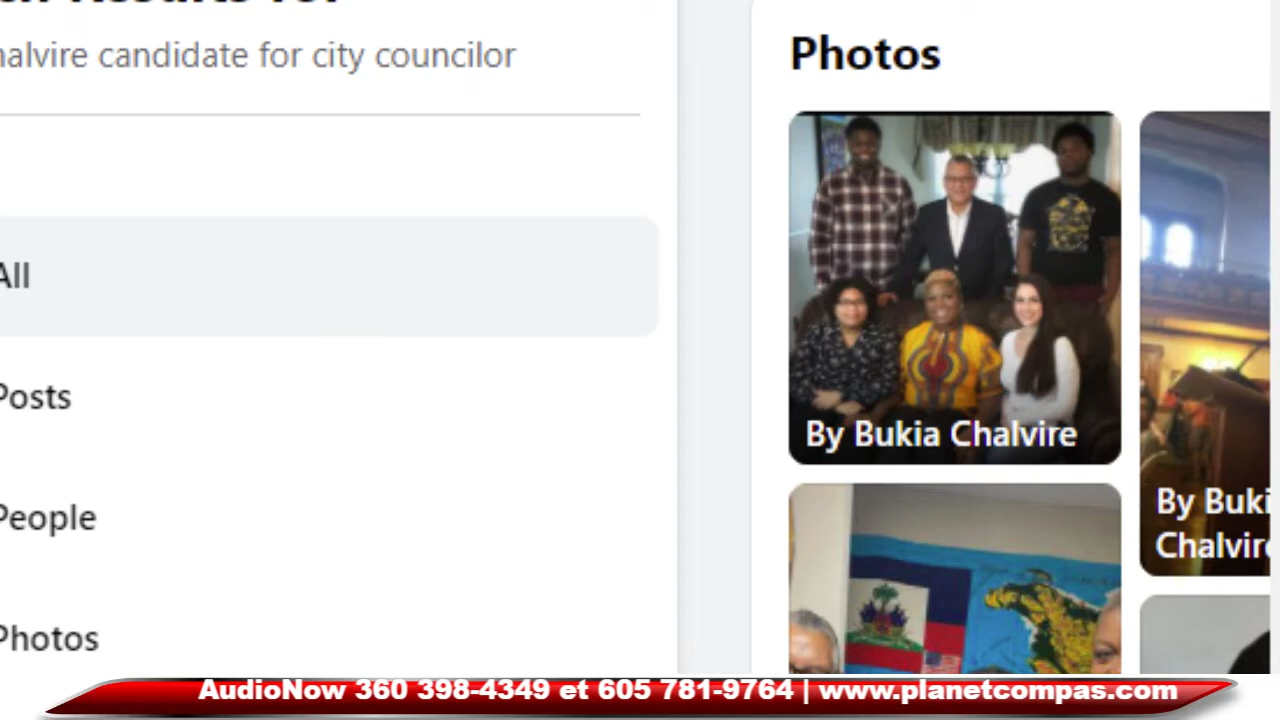 halvire candidate for city councilor
All
Posts
People
Photos
Photos
By Bukia Chalvire
By Buki
Chalvire
AudioNow 360 398-4349 et 605 781-9764 | www.planetcompas.com